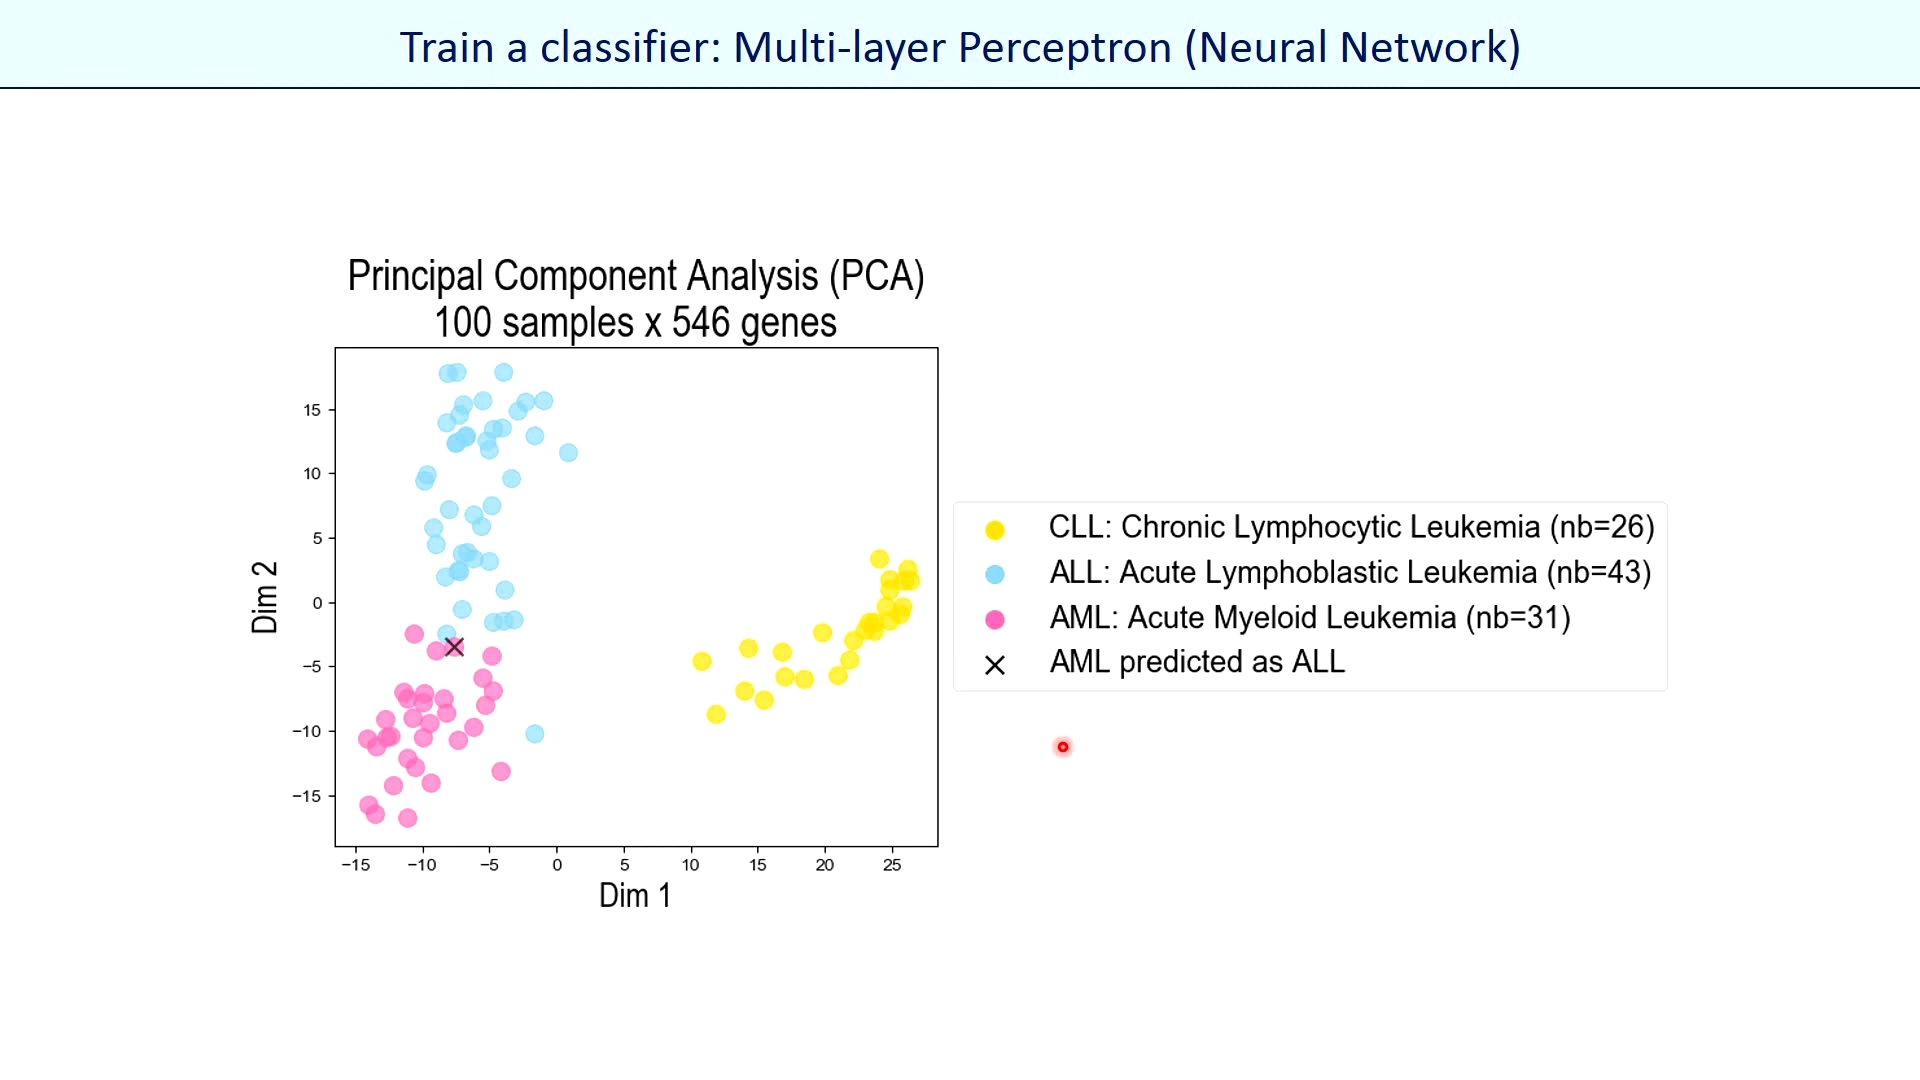 Train a classifier: Multi-layer Perceptron (Neural Network)
Principal Component Analysis (PCA)
100 samples x 546 genes
15
10
5
0
−5
−10
−15
Dim 2
−15
−10
−5
0
5
10
15
20
25
Dim 1
CLL: Chronic Lymphocytic Leukemia (nb=26)
ALL: Acute Lymphoblastic Leukemia (nb=43)
AML: Acute Myeloid Leukemia (nb=31)
AML predicted as ALL